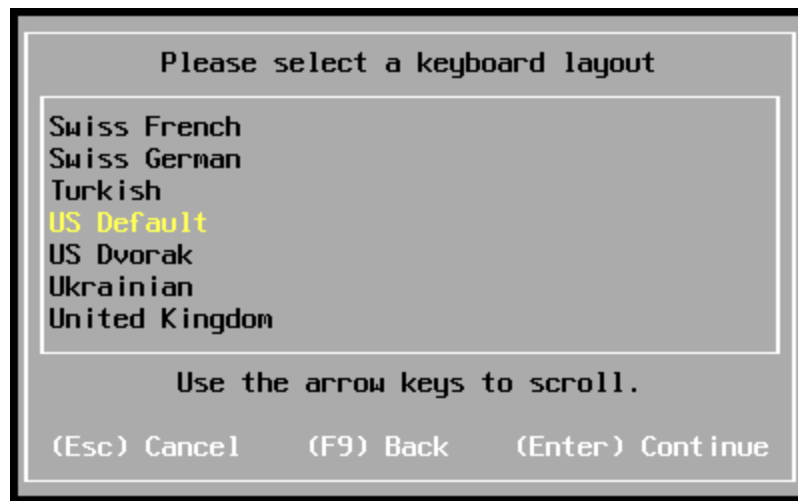 Please select a keyboard layout
Swiss French
Swiss German
Turkish
US Default
US Dvorak
Ukrainian
United Kingdom
Use the arrow keys to scroll.
(Esc) Cancel (F9) Back (Enter) Continue